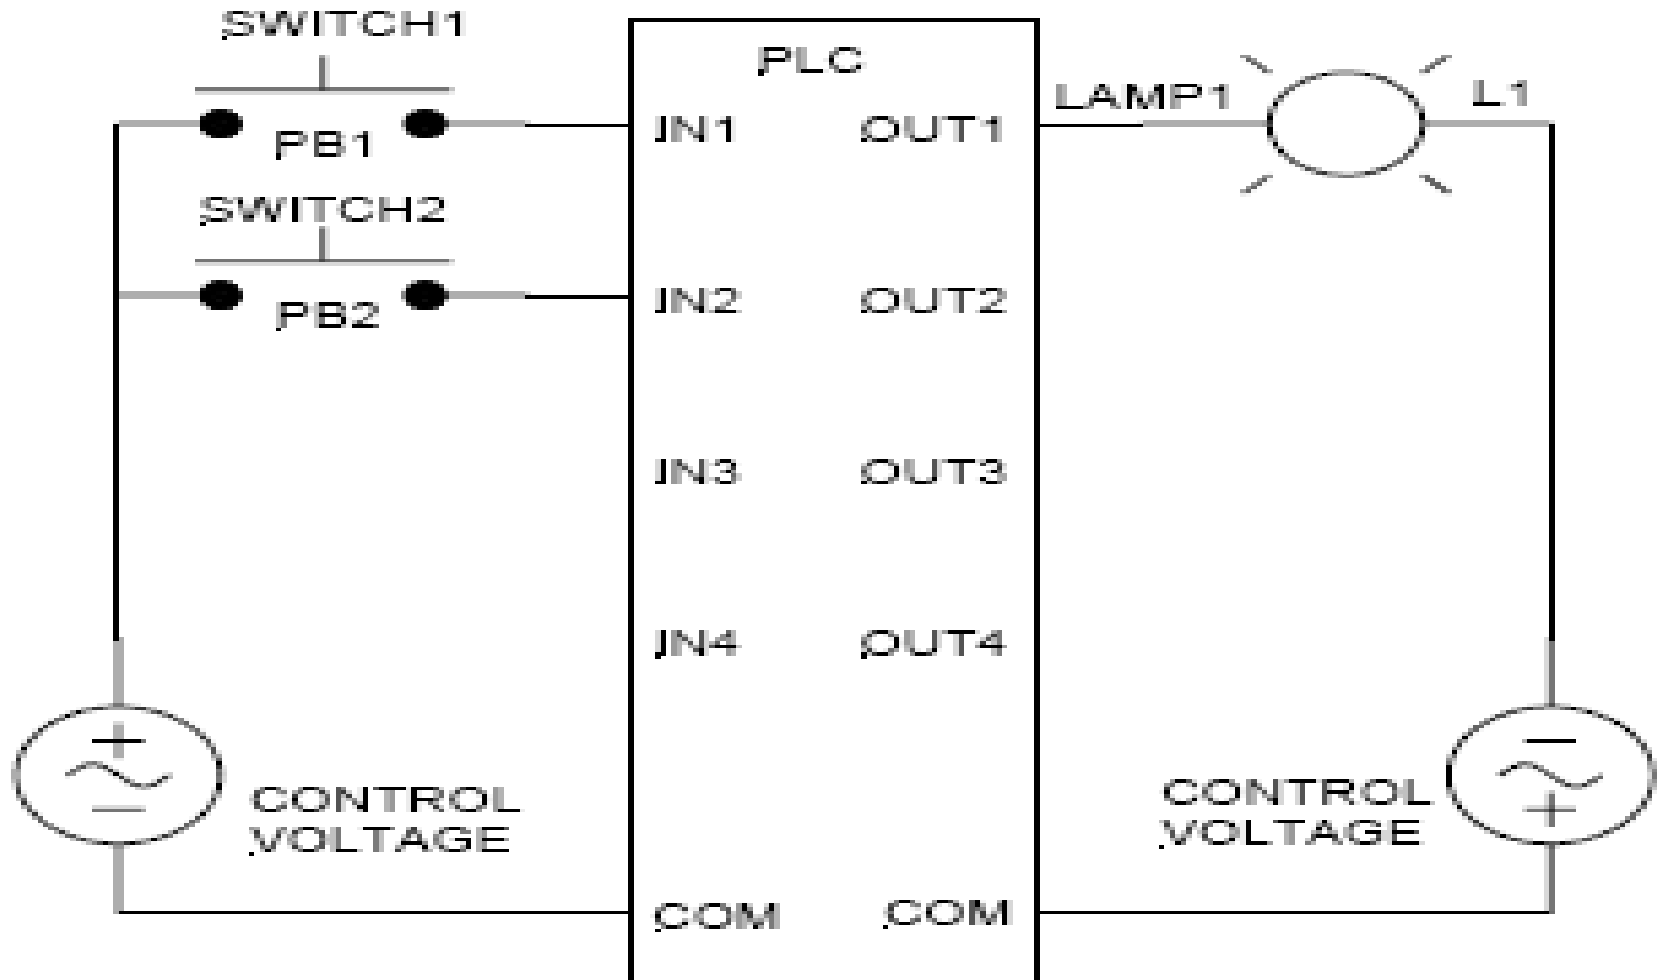 SWITCH1
PLC
LAMP1
L1
PB1
IN1
OUT1
SWITCH2
PB2
IN2
OUT2
IN3
OUT3
IN4
OUT4
+
−
CONTROL
VOLTAGE
CONTROL
VOLTAGE
−
+
COM
COM